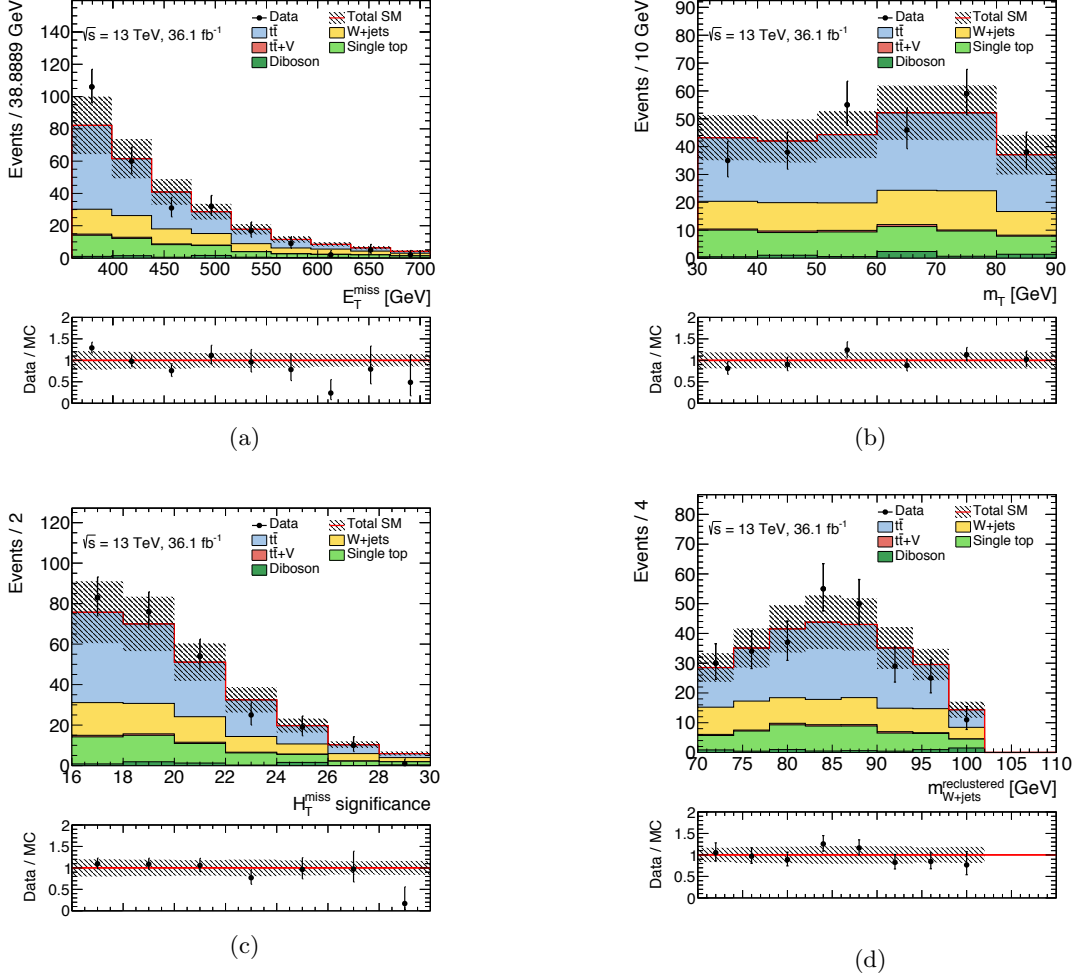 Events / 38.8889 GeV
160
140
120
100
80
60
40
20
0
√s = 13 TeV, 36.1 fb⁻¹
Data
Total SM
tt̄
W+jets
tt̄+V
Single top
Diboson
400 450 500 550 600 650 700
E_T^miss [GeV]
Data / MC
2
1.5
1
0.5
0
(a)
Events / 10 GeV
90
80
70
60
50
40
30
20
10
0
√s = 13 TeV, 36.1 fb⁻¹
Data
Total SM
tt̄
W+jets
tt̄+V
Single top
Diboson
30 40 50 60 70 80 90
m_T [GeV]
Data / MC
2
1.5
1
0.5
0
(b)
Events / 2
120
100
80
60
40
20
0
√s = 13 TeV, 36.1 fb⁻¹
Data
Total SM
tt̄
W+jets
tt̄+V
Single top
Diboson
16 18 20 22 24 26 28 30
H_T^miss significance
Data / MC
2
1.5
1
0.5
0
(c)
Events / 4
80
70
60
50
40
30
20
10
0
√s = 13 TeV, 36.1 fb⁻¹
Data
Total SM
tt̄
W+jets
tt̄+V
Single top
Diboson
70 75 80 85 90 95 100 105 110
m_W+jets^reclustered [GeV]
Data / MC
2
1.5
1
0.5
0
(d)